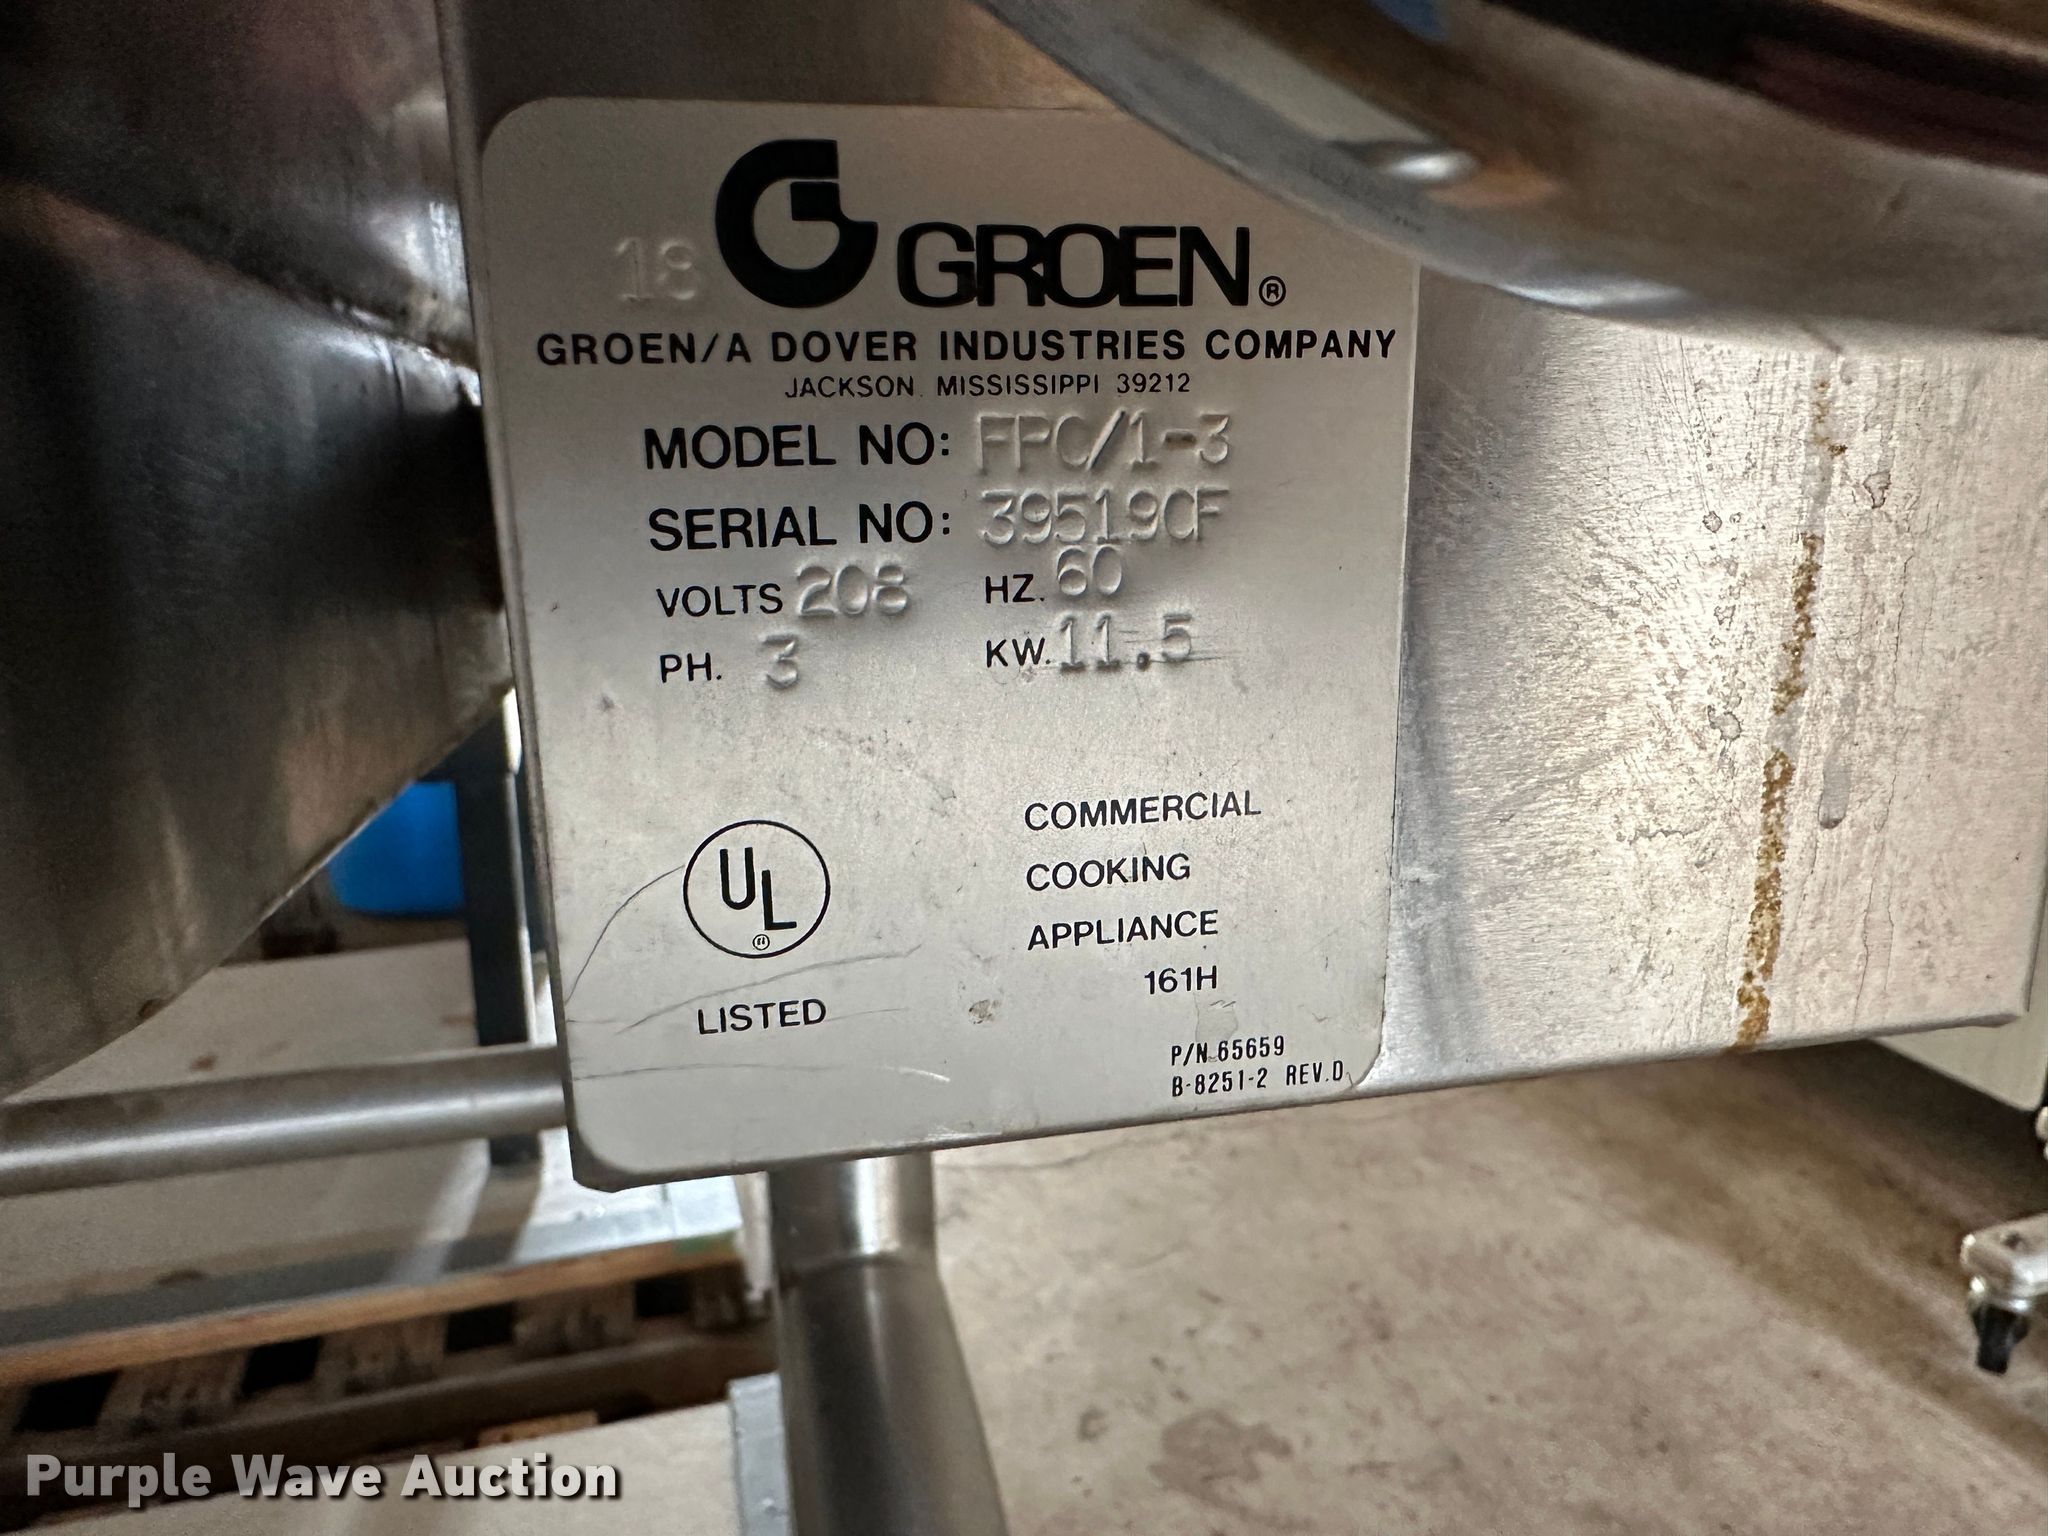 18 GROEN®
GROEN/A DOVER INDUSTRIES COMPANY
JACKSON, MISSISSIPPI 39212
MODEL NO: FPC/1-3
SERIAL NO: 39519CF
VOLTS 208 HZ. 60
PH. 3 KW. 11.5
COMMERCIAL
COOKING
APPLIANCE
161H
UL®
LISTED
P/N 65659
B-8251-2 REV.D
Purple Wave Auction